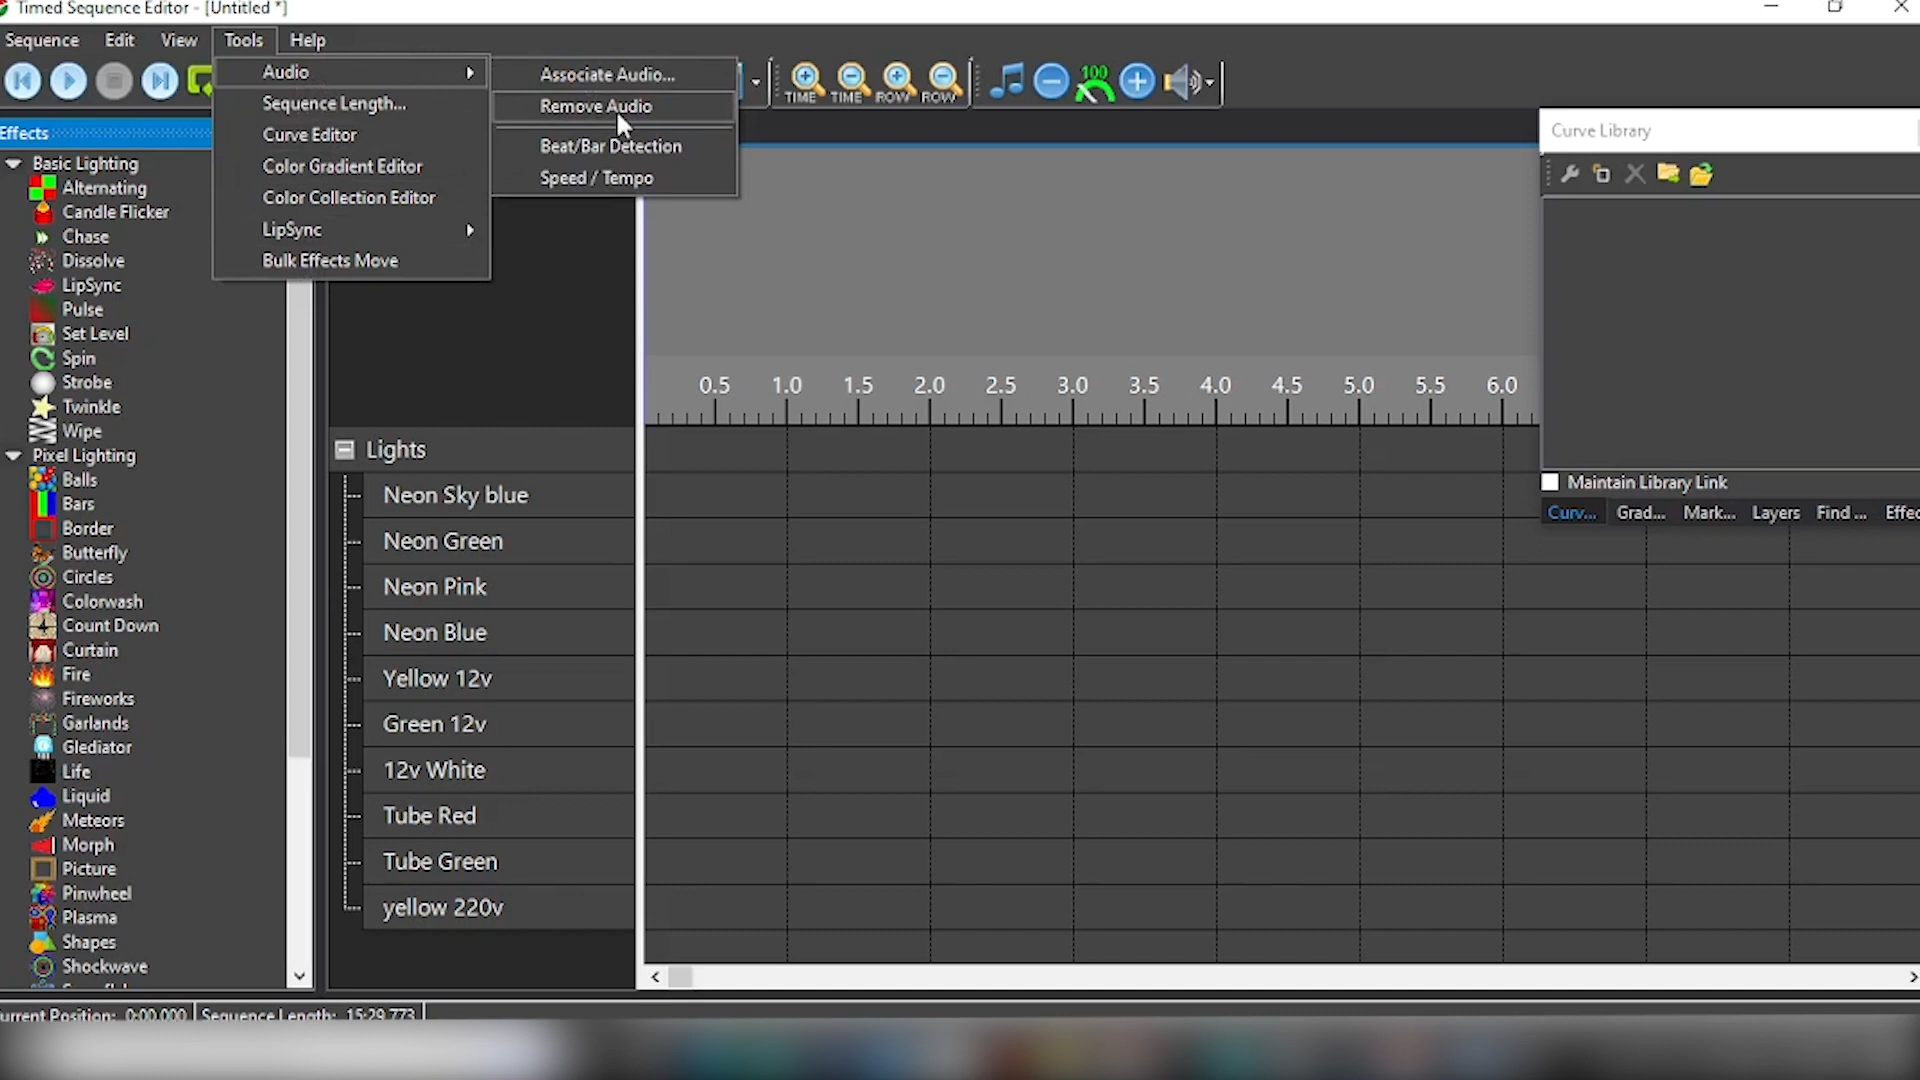 Timed Sequence Editor - [Untitled *]
Sequence Edit View Tools Help
Audio
Sequence Length...
Curve Editor
Color Gradient Editor
Color Collection Editor
LipSync
Bulk Effects Move
Associate Audio...
Remove Audio
Beat/Bar Detection
Speed / Tempo
TIME TIME ROW ROW 100
Effects
Basic Lighting
Alternating
Candle Flicker
Chase
Dissolve
LipSync
Pulse
Set Level
Spin
Strobe
Twinkle
Wipe
Pixel Lighting
Balls
Bars
Border
Butterfly
Circles
Colorwash
Count Down
Curtain
Fire
Fireworks
Garlands
Glediator
Life
Liquid
Meteors
Morph
Picture
Pinwheel
Plasma
Shapes
Shockwave
0.5 1.0 1.5 2.0 2.5 3.0 3.5 4.0 4.5 5.0 5.5 6.0
Lights
Neon Sky blue
Neon Green
Neon Pink
Neon Blue
Yellow 12v
Green 12v
12v White
Tube Red
Tube Green
yellow 220v
Curve Library
Maintain Library Link
Curv... Grad... Mark... Layers Find ... Effec
urrent Position: 0:00.000 Sequence Length: 15:29.773